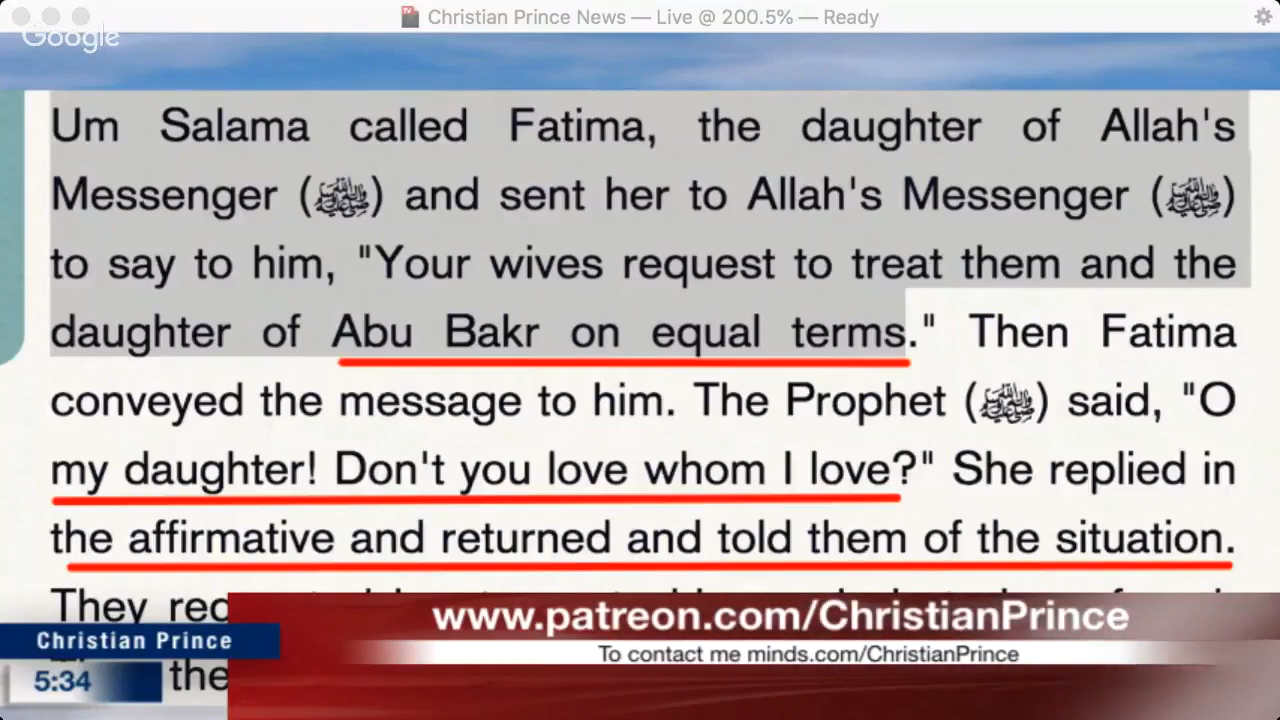 Christian Prince News — Live @ 200.5% — Ready
Google
Um Salama called Fatima, the daughter of Allah's
Messenger (ﷺ) and sent her to Allah's Messenger (ﷺ)
to say to him, "Your wives request to treat them and the
daughter of Abu Bakr on equal terms." Then Fatima
conveyed the message to him. The Prophet (ﷺ) said, "O
my daughter! Don't you love whom I love?" She replied in
the affirmative and returned and told them of the situation.
They
www.patreon.com/ChristianPrince
Christian Prince
To contact me minds.com/ChristianPrince
5:34
the